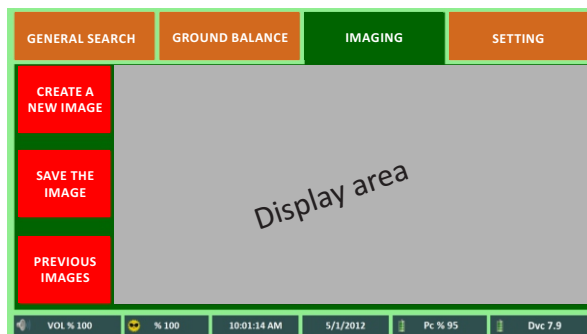 GENERAL SEARCH
GROUND BALANCE
IMAGING
SETTING
CREATE A
NEW IMAGE
SAVE THE
IMAGE
PREVIOUS
IMAGES
Display area
VOL % 100
% 100
10:01:14 AM
5/1/2012
Pc % 95
Dvc 7.9